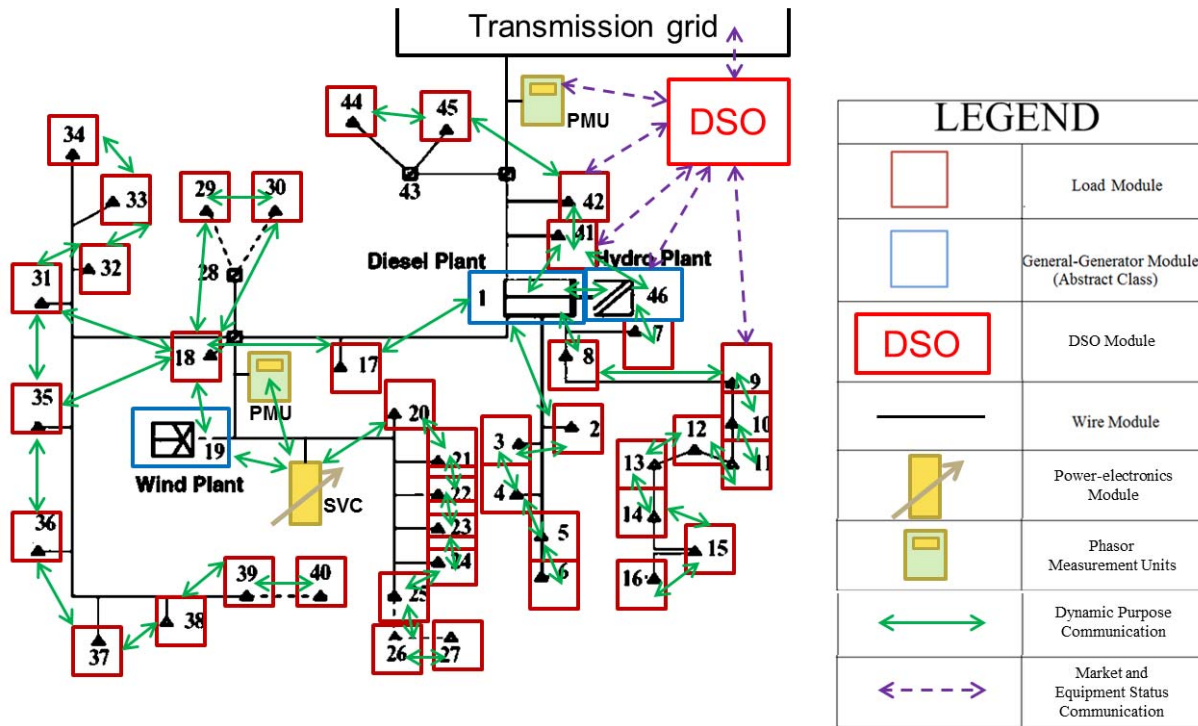 Transmission grid
44
45
PMU
DSO
34
33
29
30
43
42
41
31
32
28
Diesel Plant
Hydro Plant
1
46
7
18
17
8
9
35
PMU
20
3
2
10
12
19
21
13
11
Wind Plant
22
4
SVC
23
14
5
36
24
15
39
40
25
6
16
38
37
26
27
LEGEND
Load Module
General-Generator Module
(Abstract Class)
DSO
DSO Module
Wire Module
Power-electronics
Module
Phasor
Measurement Units
Dynamic Purpose
Communication
Market and
Equipment Status
Communication